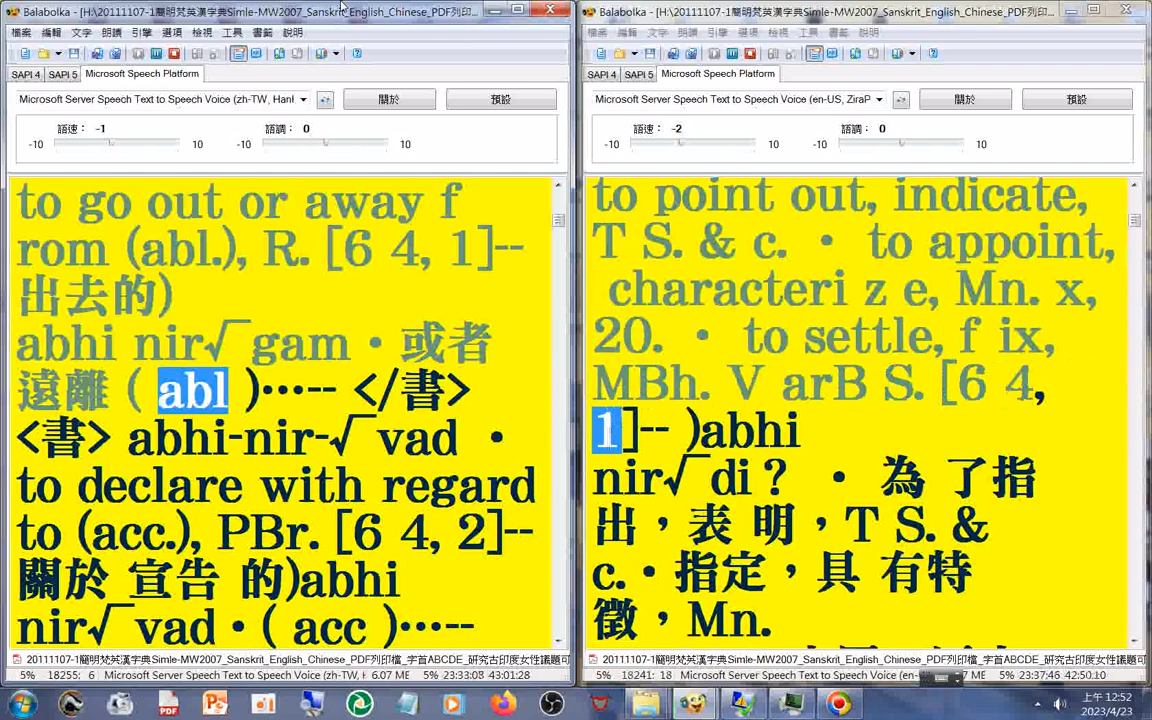 Balabolka - [H:\20111107-1簡明梵英漢字典Simle-MW2007_Sanskrit_English_Chinese_PDF列印...
檔案 編輯 文字 朗讀 引擎 選項 檢視 工具 書籤 說明
SAPI 4 SAPI 5 Microsoft Speech Platform
Microsoft Server Speech Text to Speech Voice (zh-TW, Hanl
關於 預設
語速： -1 語調： 0
-10 10 -10 10
to go out or away f
rom (abl.), R. [6 4, 1]--
出去的)
abhi nir√gam•或者
遠離 ( abl )…-- </書>
<書> abhi-nir-√vad •
to declare with regard
to (acc.), PBr. [6 4, 2]--
關於 宣告 的)abhi
nir√vad•( acc )…--
20111107-1簡明梵英漢字典Simle-MW2007_Sanskrit_English_Chinese_PDF列印檔_字首ABCDE_研究古印度女性議題可
5% 18255: 6 Microsoft Server Speech Text to Speech Voice (zh-TW, H 6.07 MB 5% 23:33:03 43:01:28
Balabolka - [H:\20111107-1簡明梵英漢字典Simle-MW2007_Sanskrit_English_Chinese_PDF列印...
檔案 編輯 文字 朗讀 引擎 選項 檢視 工具 書籤 說明
SAPI 4 SAPI 5 Microsoft Speech Platform
Microsoft Server Speech Text to Speech Voice (en-US, ZiraP
關於 預設
語速： -2 語調： 0
-10 10 -10 10
to point out, indicate,
T S. & c. • to appoint,
characteri z e, Mn. x,
20. • to settle, f ix,
MBh. V arB S. [6 4,
1]-- )abhi
nir√di？ • 為 了指
出，表 明，T S. &
c.•指定，具 有特
徵，Mn.
20111107-1簡明梵英漢字典Simle-MW2007_Sanskrit_English_Chinese_PDF列印檔_字首ABCDE_研究古印度女性議題可
5% 18241: 18 Microsoft Server Speech Text to Speech Voice (en-US, 7 ME 5% 23:37:46 42:50:10
上午 12:52
2023/4/23